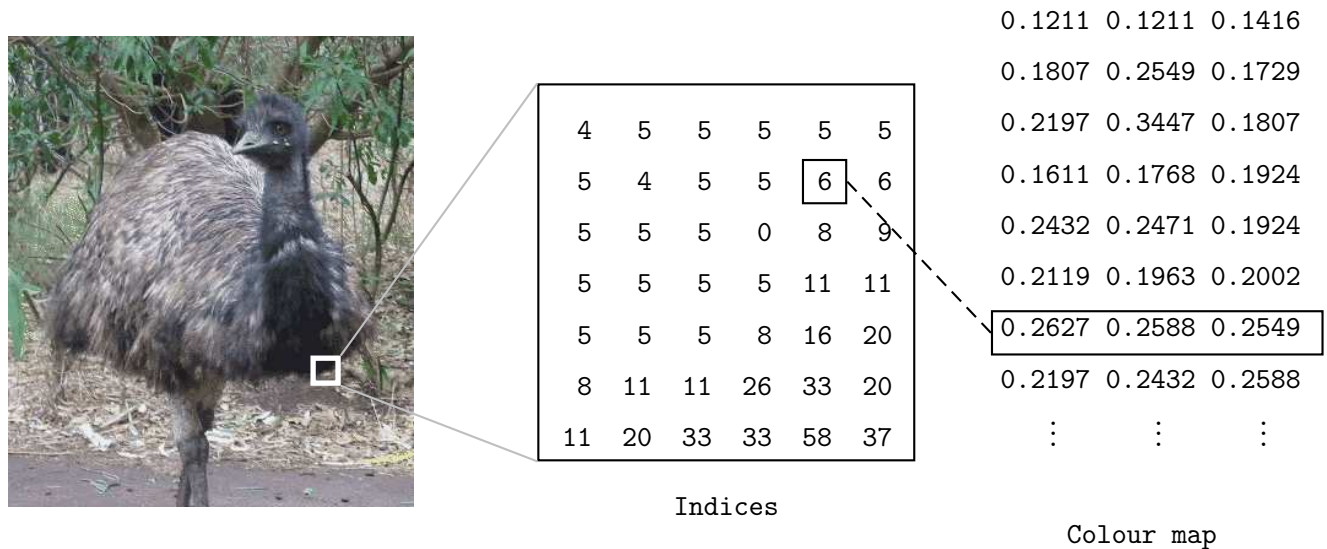 4 5 5 5 5 5
5 4 5 5 6 6
5 5 5 0 8 9
5 5 5 5 11 11
5 5 5 8 16 20
8 11 11 26 33 20
11 20 33 33 58 37
Indices
0.1211 0.1211 0.1416
0.1807 0.2549 0.1729
0.2197 0.3447 0.1807
0.1611 0.1768 0.1924
0.2432 0.2471 0.1924
0.2119 0.1963 0.2002
0.2627 0.2588 0.2549
0.2197 0.2432 0.2588
⋮ ⋮ ⋮
Colour map